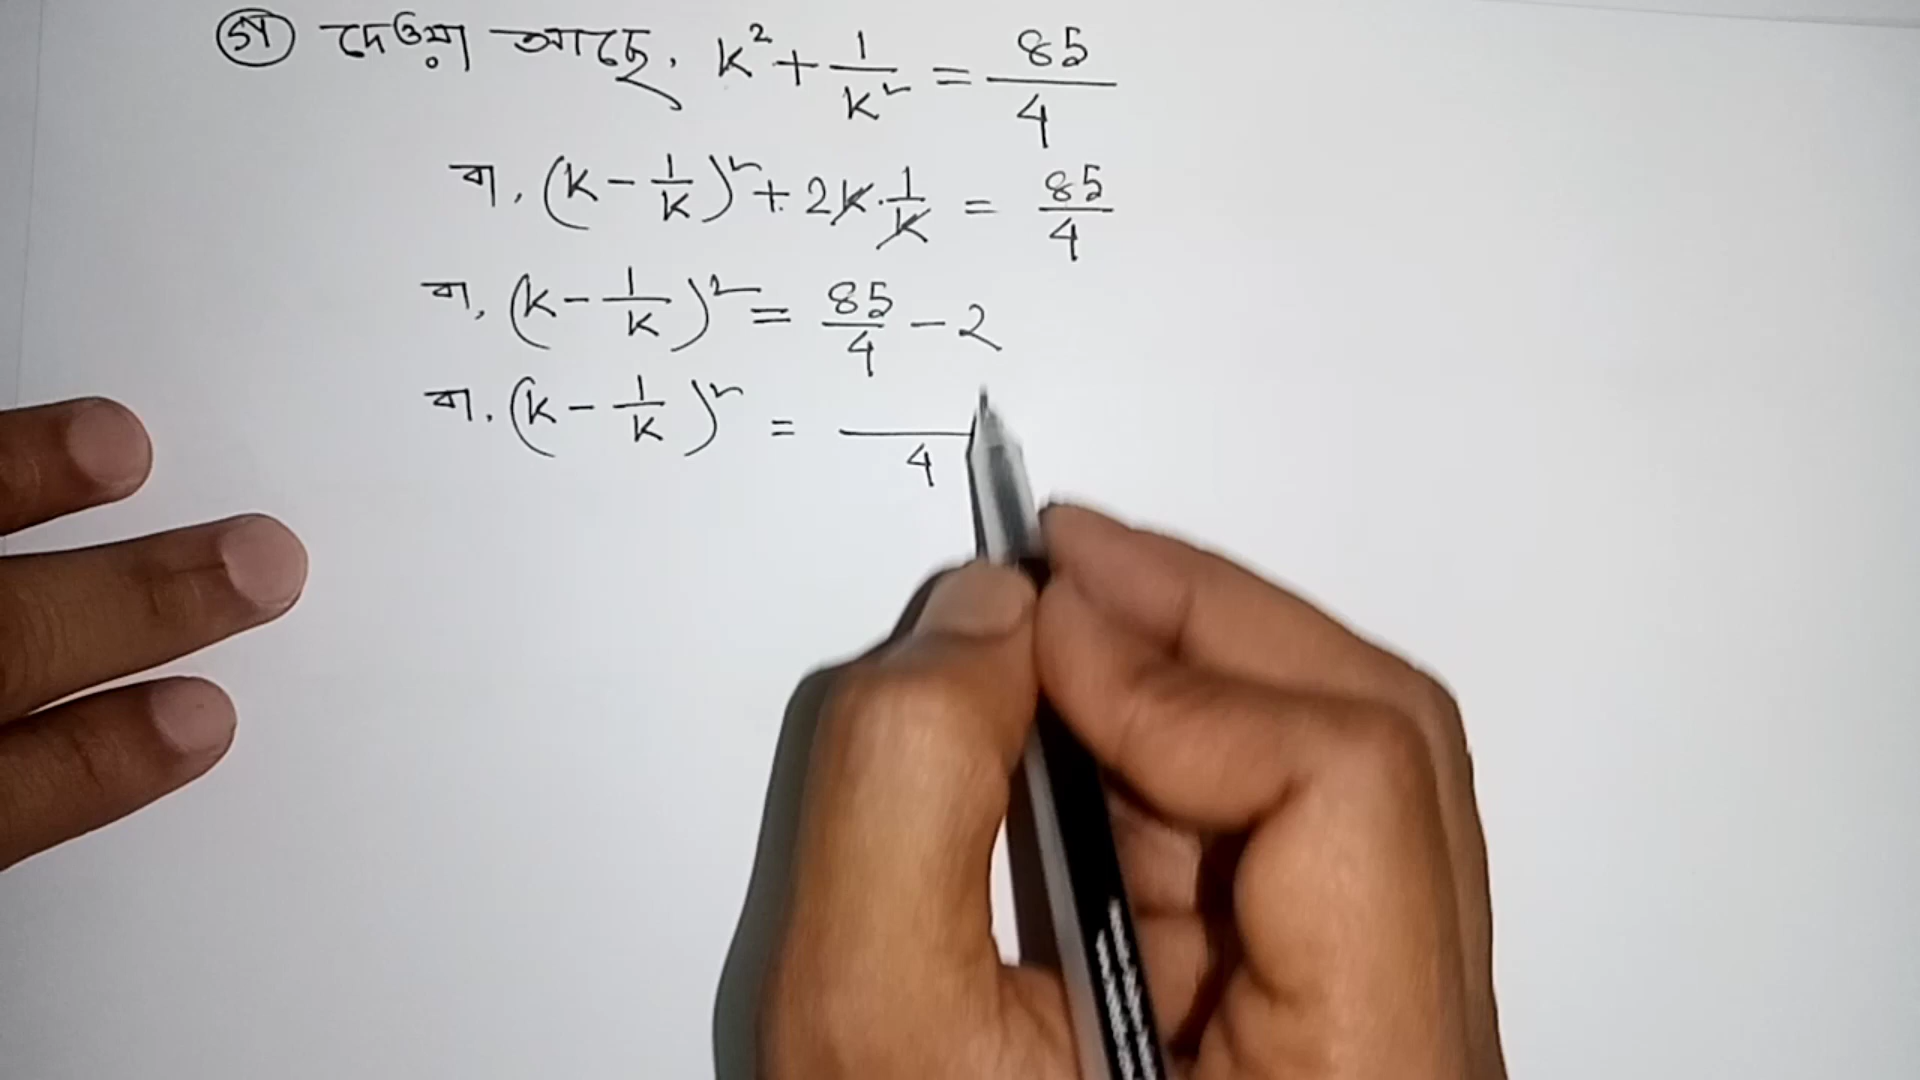 দেওয়া আছে, k² + 1/k² = 85/4
বা, (k - 1/k)² + 2k·1/k = 85/4
বা, (k - 1/k)² = 85/4 - 2
বা, (k - 1/k)² = /4